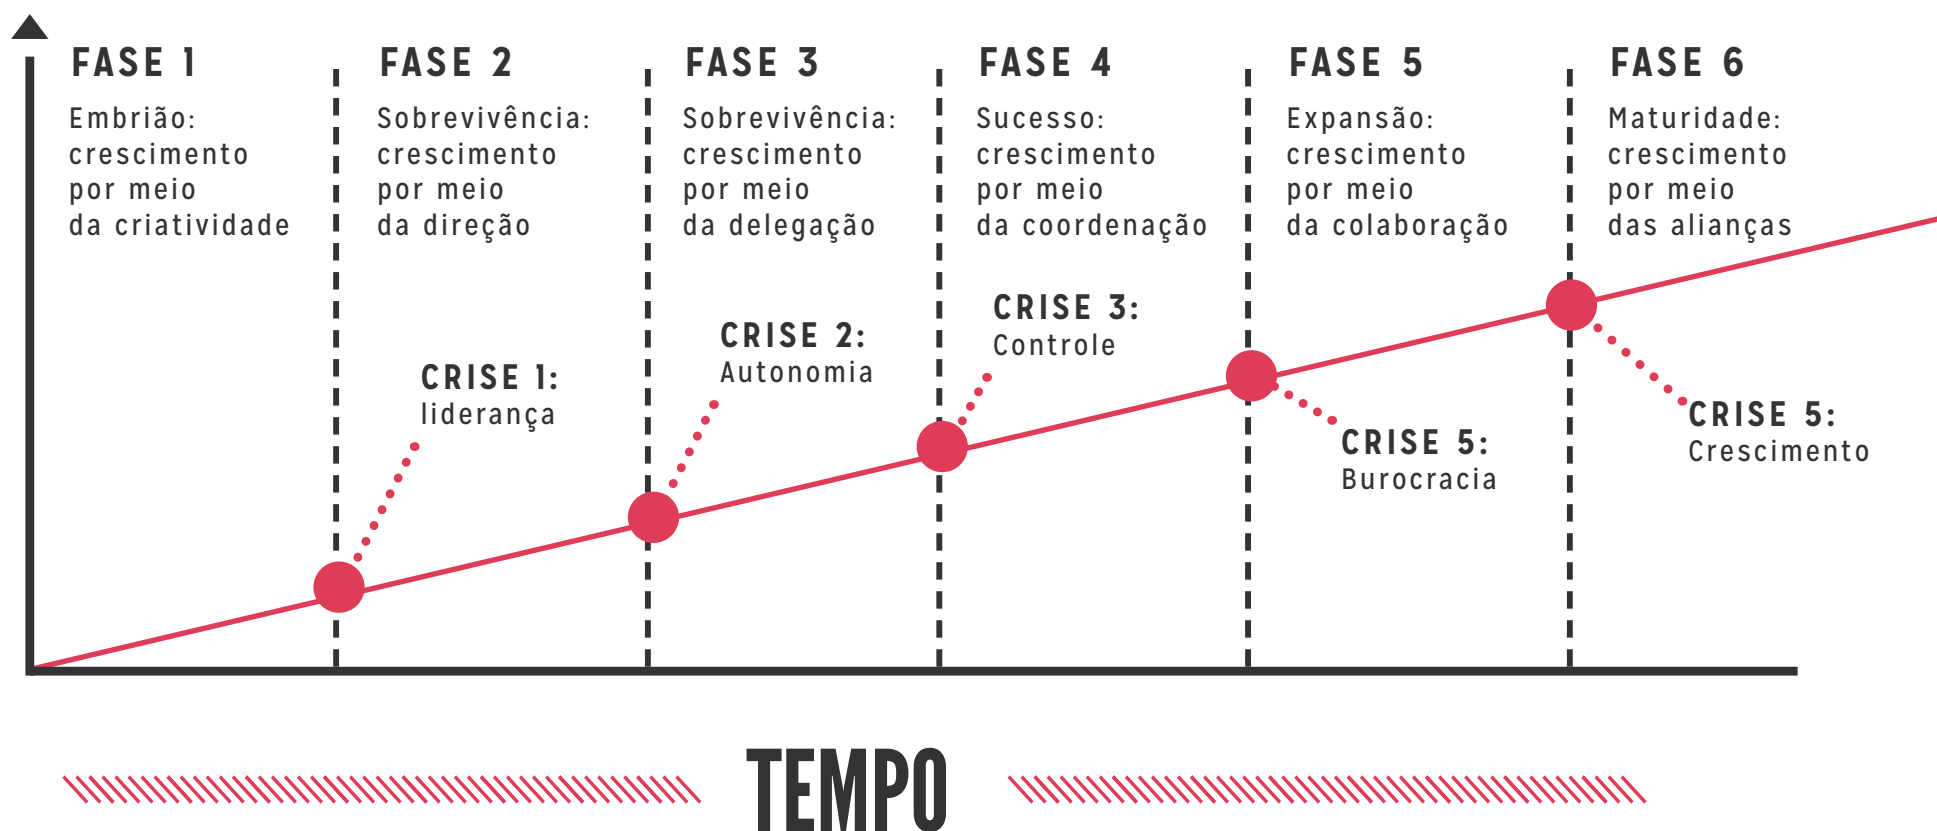 FASE 1
Embrião:
crescimento
por meio
da criatividade
FASE 2
Sobrevivência:
crescimento
por meio
da direção
FASE 3
Sobrevivência:
crescimento
por meio
da delegação
FASE 4
Sucesso:
crescimento
por meio
da coordenação
FASE 5
Expansão:
crescimento
por meio
da colaboração
FASE 6
Maturidade:
crescimento
por meio
das alianças
CRISE 1:
liderança
CRISE 2:
Autonomia
CRISE 3:
Controle
CRISE 5:
Burocracia
CRISE 5:
Crescimento
TEMPO